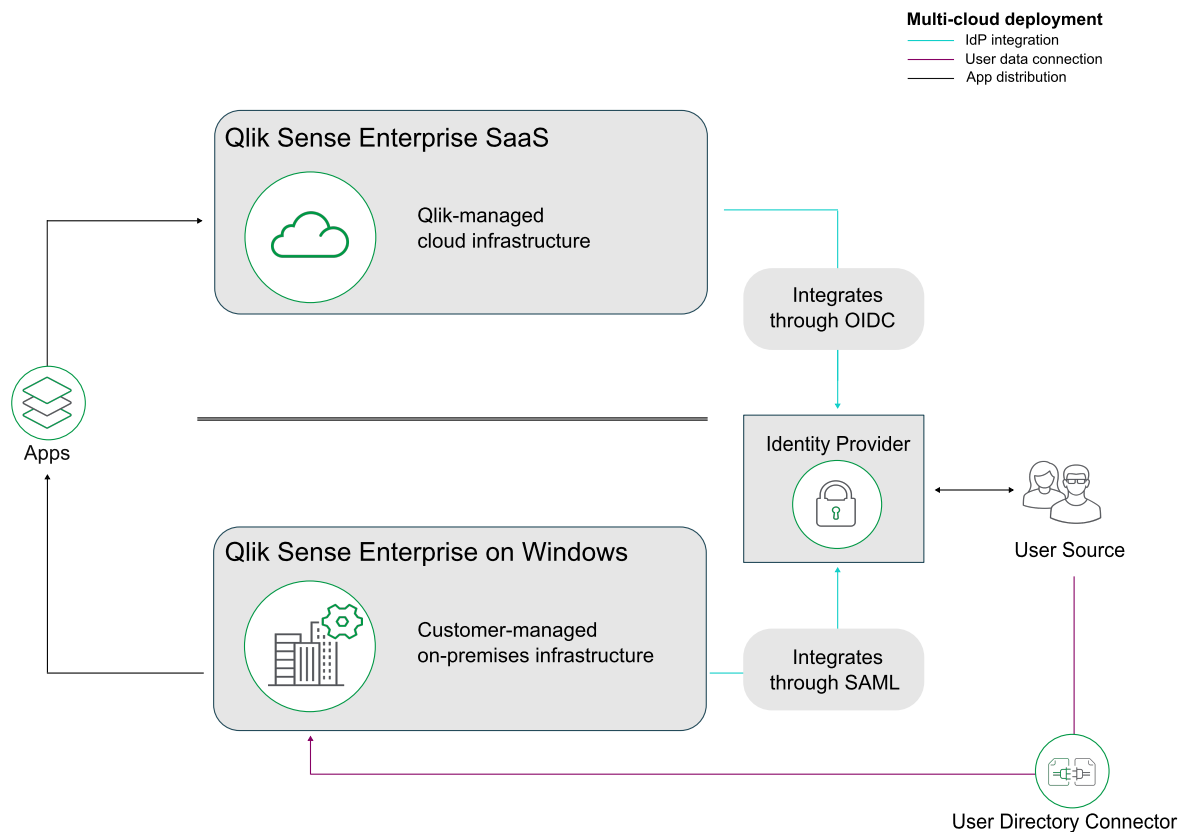 Multi-cloud deployment
IdP integration
User data connection
App distribution
Qlik Sense Enterprise SaaS
Qlik-managed
cloud infrastructure
Integrates
through OIDC
Apps
Identity Provider
User Source
Qlik Sense Enterprise on Windows
Customer-managed
on-premises infrastructure
Integrates
through SAML
User Directory Connector